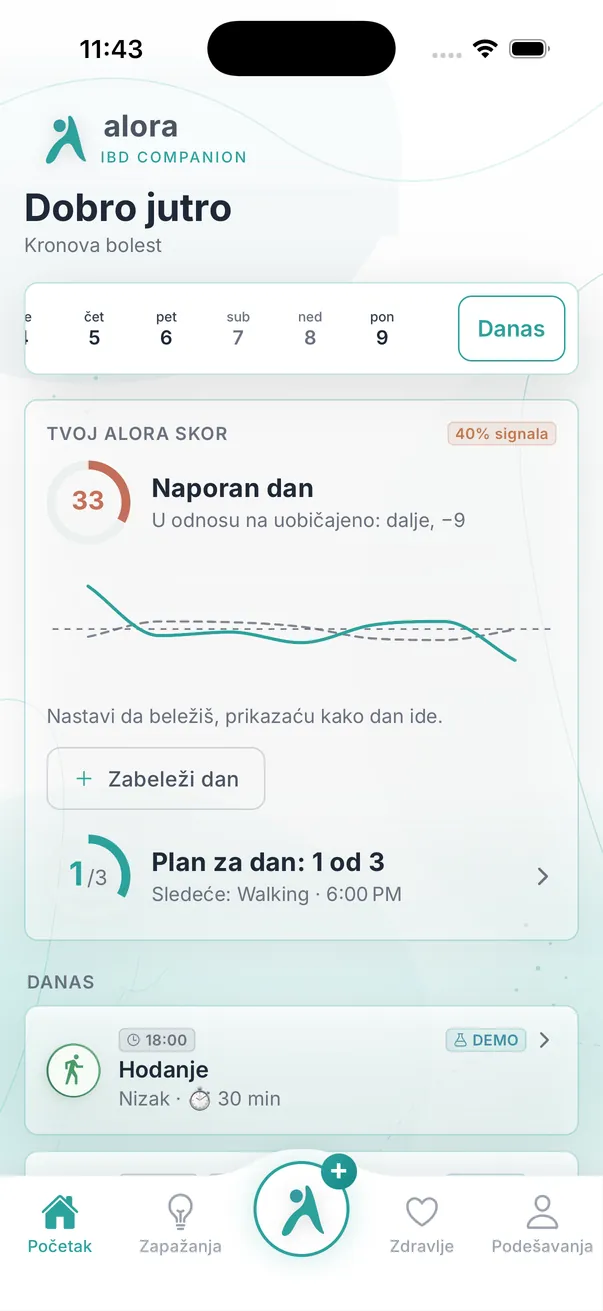 11:43
alora
IBD COMPANION
Dobro jutro
Kronova bolest
čet
5
pet
6
sub
7
ned
8
pon
9
Danas
TVOJ ALORA SKOR
40% signala
33
Naporan dan
U odnosu na uobičajeno: dalje, −9
Nastavi da beležiš, prikazaću kako dan ide.
+ Zabeleži dan
1/3
Plan za dan: 1 od 3
Sledeće: Walking · 6:00 PM
DANAS
18:00
DEMO
Hodanje
Nizak · ⏱️ 30 min
Početak
Zapažanja
+
Zdravlje
Podešavanja